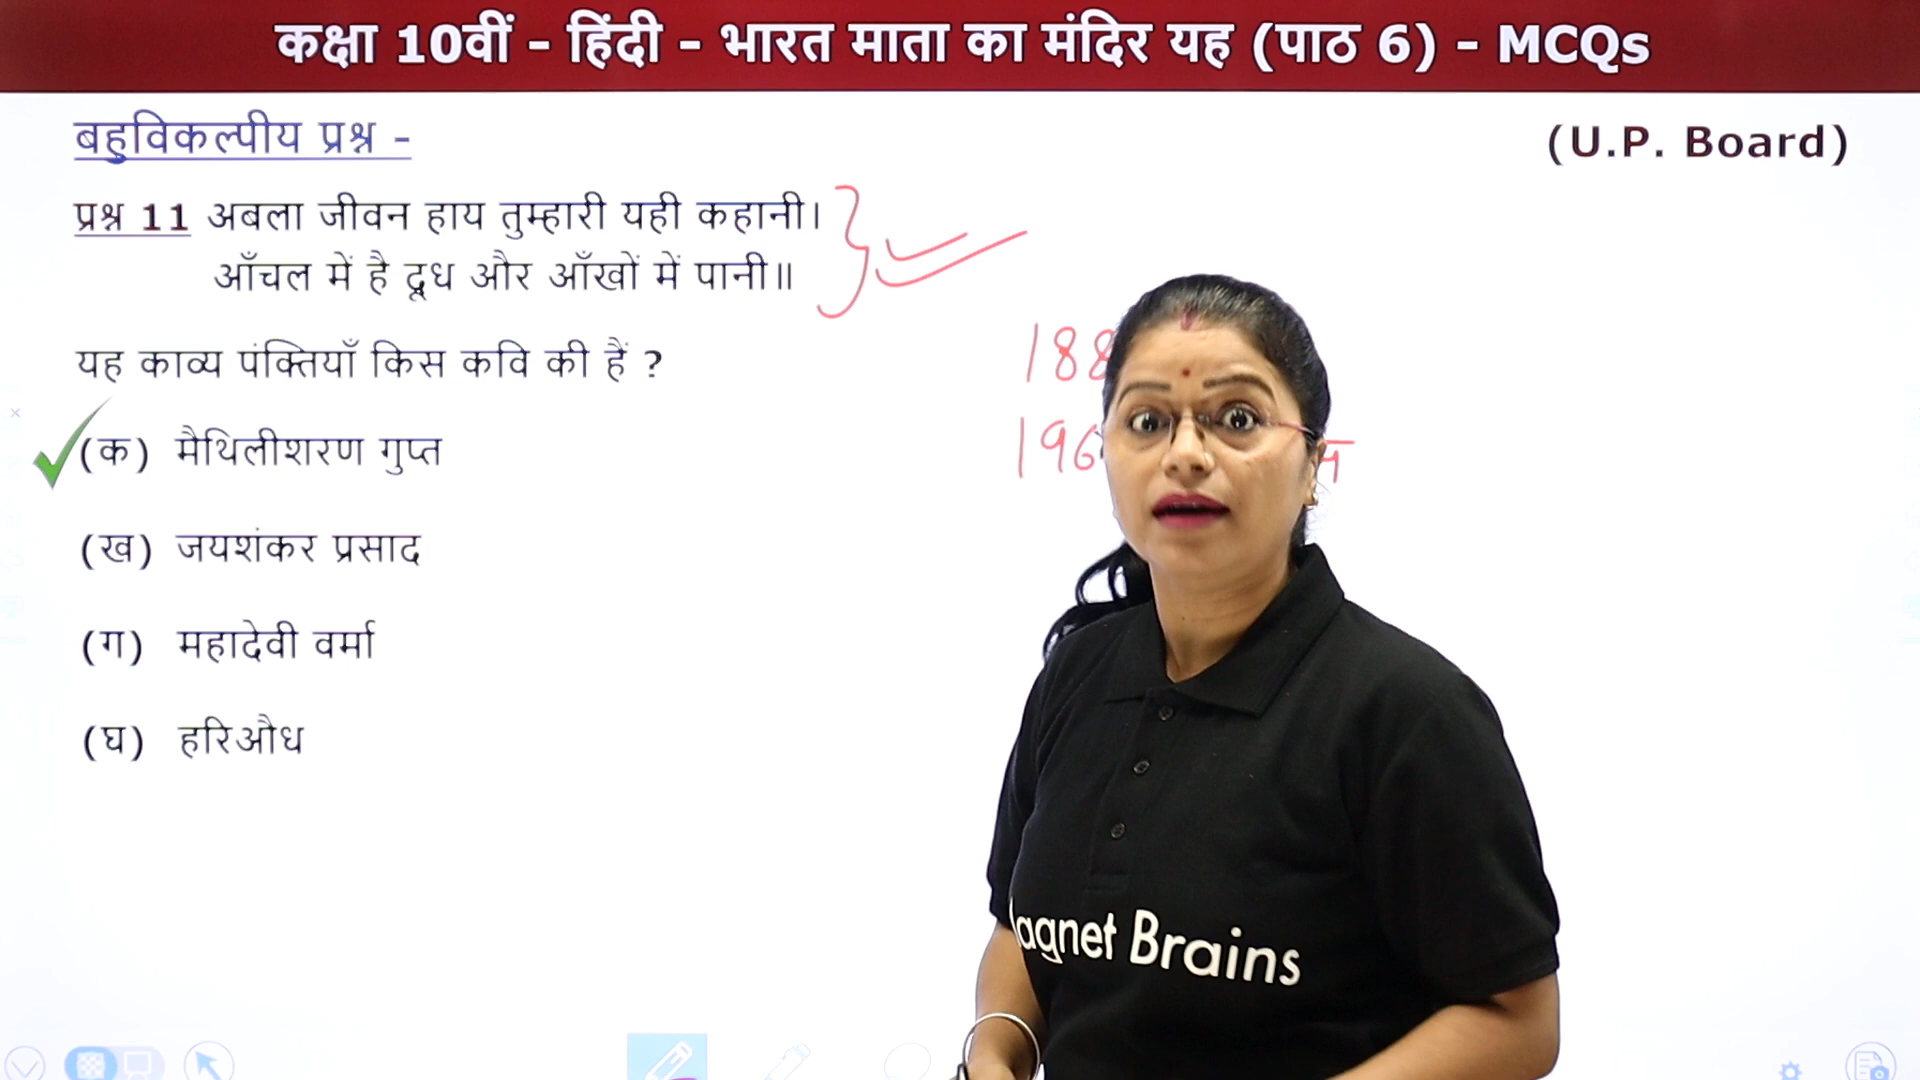 कक्षा 10वीं - हिंदी - भारत माता का मंदिर यह (पाठ 6) - MCQs
बहुविकल्पीय प्रश्न -
(U.P. Board)
प्रश्न 11 अबला जीवन हाय तुम्हारी यही कहानी।
आँचल में है दूध और आँखों में पानी॥
यह काव्य पंक्तियाँ किस कवि की हैं ?
(क) मैथिलीशरण गुप्त
(ख) जयशंकर प्रसाद
(ग) महादेवी वर्मा
(घ) हरिऔध
agnet Brains